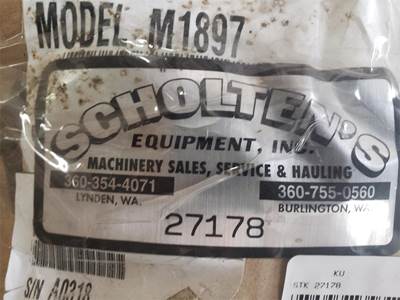 MODEL M1897
SCHOLTEN'S
EQUIPMENT, INC.
MACHINERY SALES, SERVICE & HAULING
360-354-4071 360-755-0560
LYNDEN, WA. BURLINGTON, WA.
27178
S/N A0318
KU
STK 27178